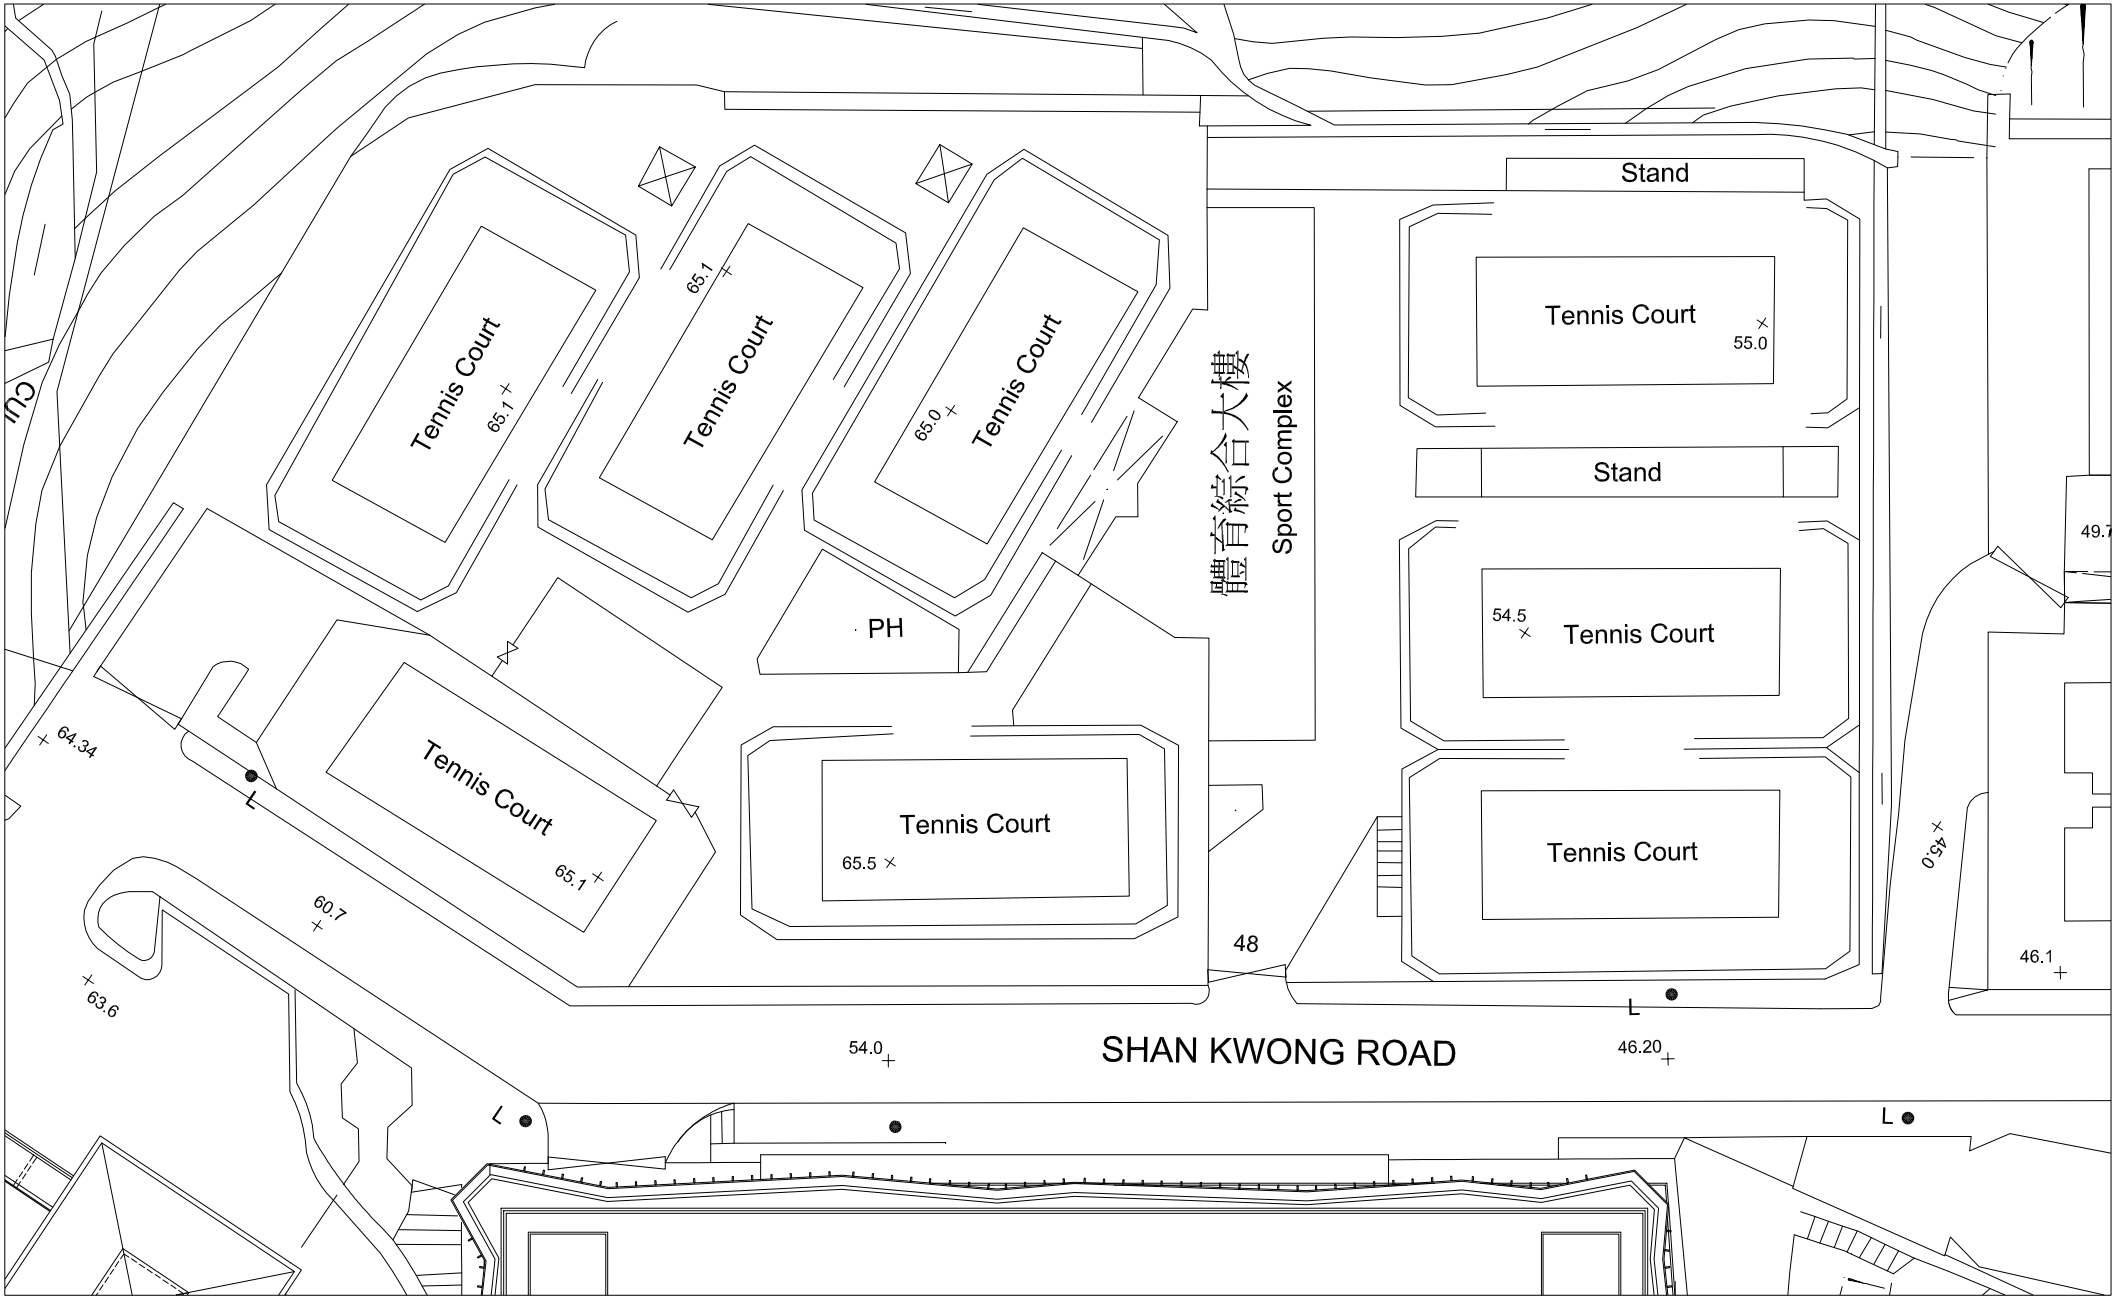 Stand
Tennis Court
55.0
65.1
Tennis Court
65.1
Tennis Court
65.0
Tennis Court
體育綜合大樓
Sport Complex
Stand
49.7
54.5
Tennis Court
PH
64.34
L
Tennis Court
65.1
Tennis Court
65.5
Tennis Court
45.0
60.7
63.6
48
46.1
L
54.0
SHAN KWONG ROAD
46.20
L
L